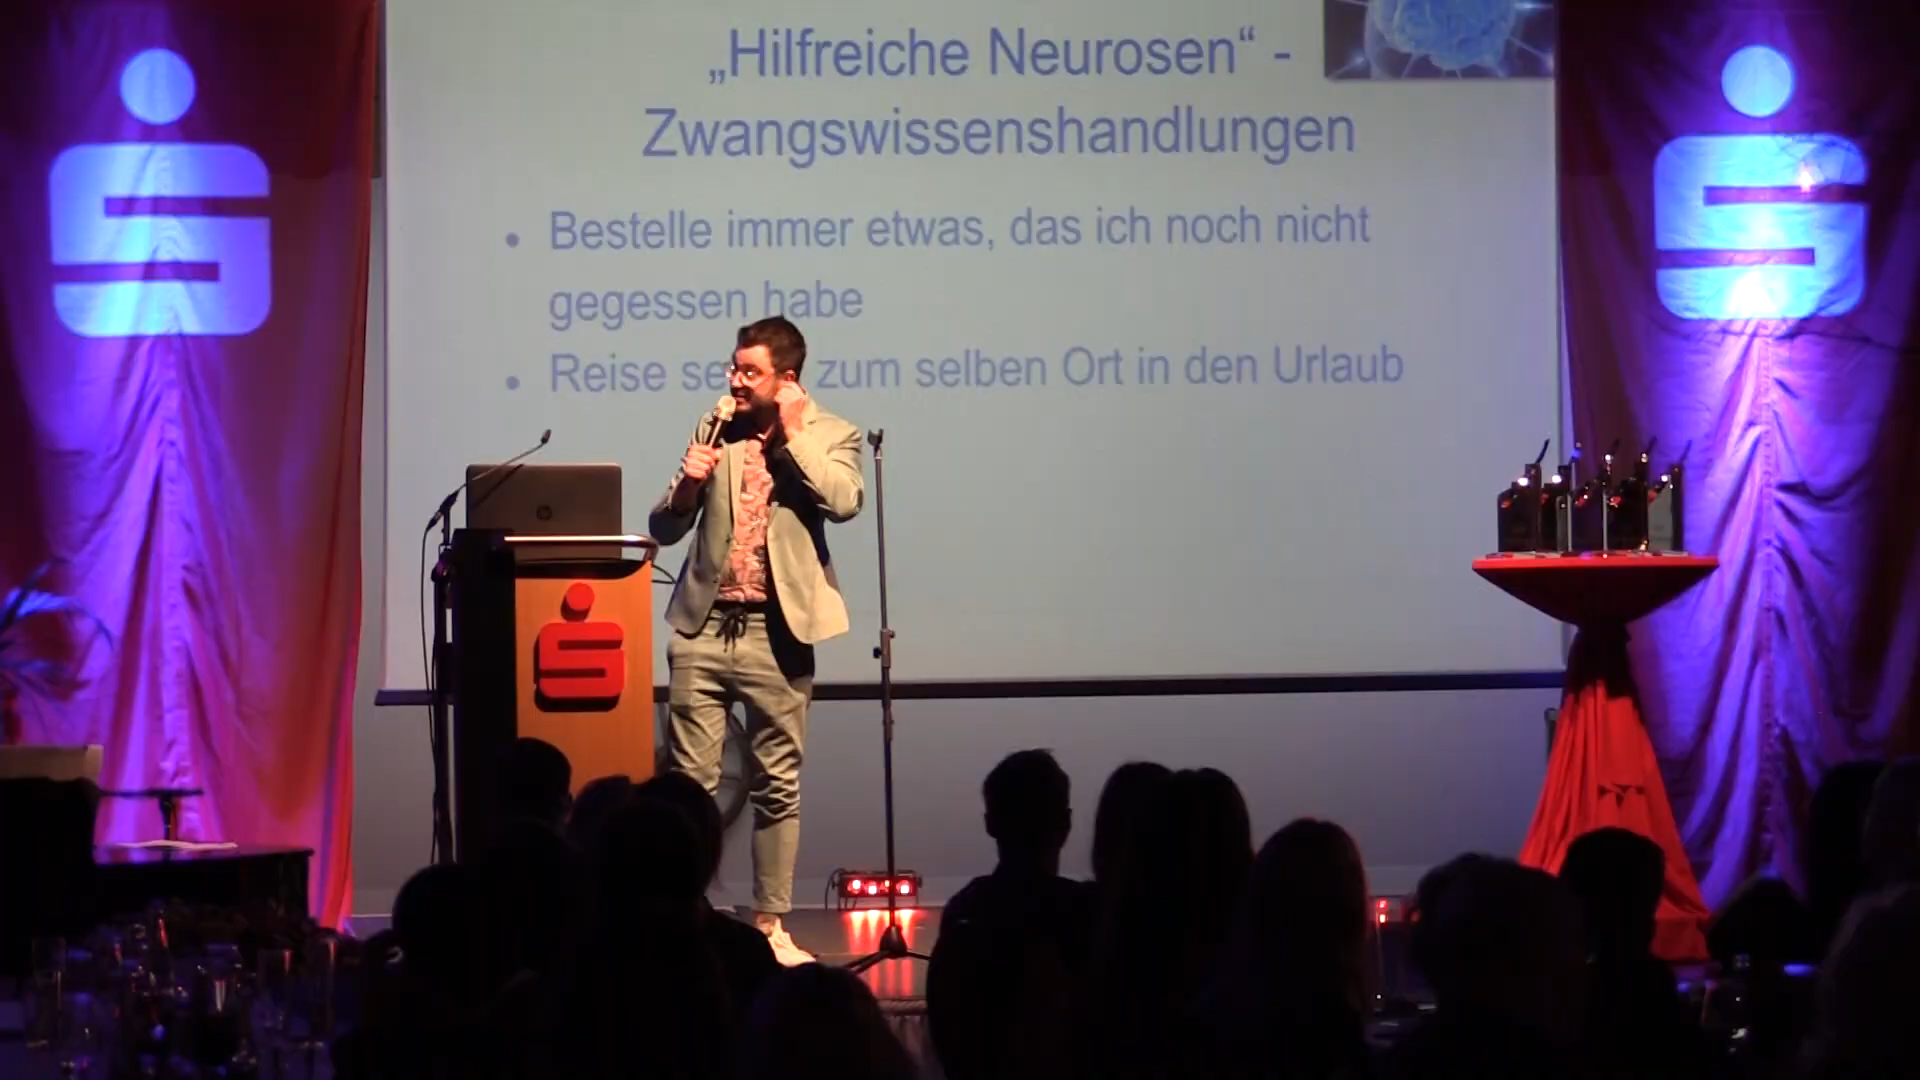 „Hilfreiche Neurosen“ -
Zwangswissenshandlungen
• Bestelle immer etwas, das ich noch nicht
gegessen habe
• Reise zum selben Ort in den Urlaub